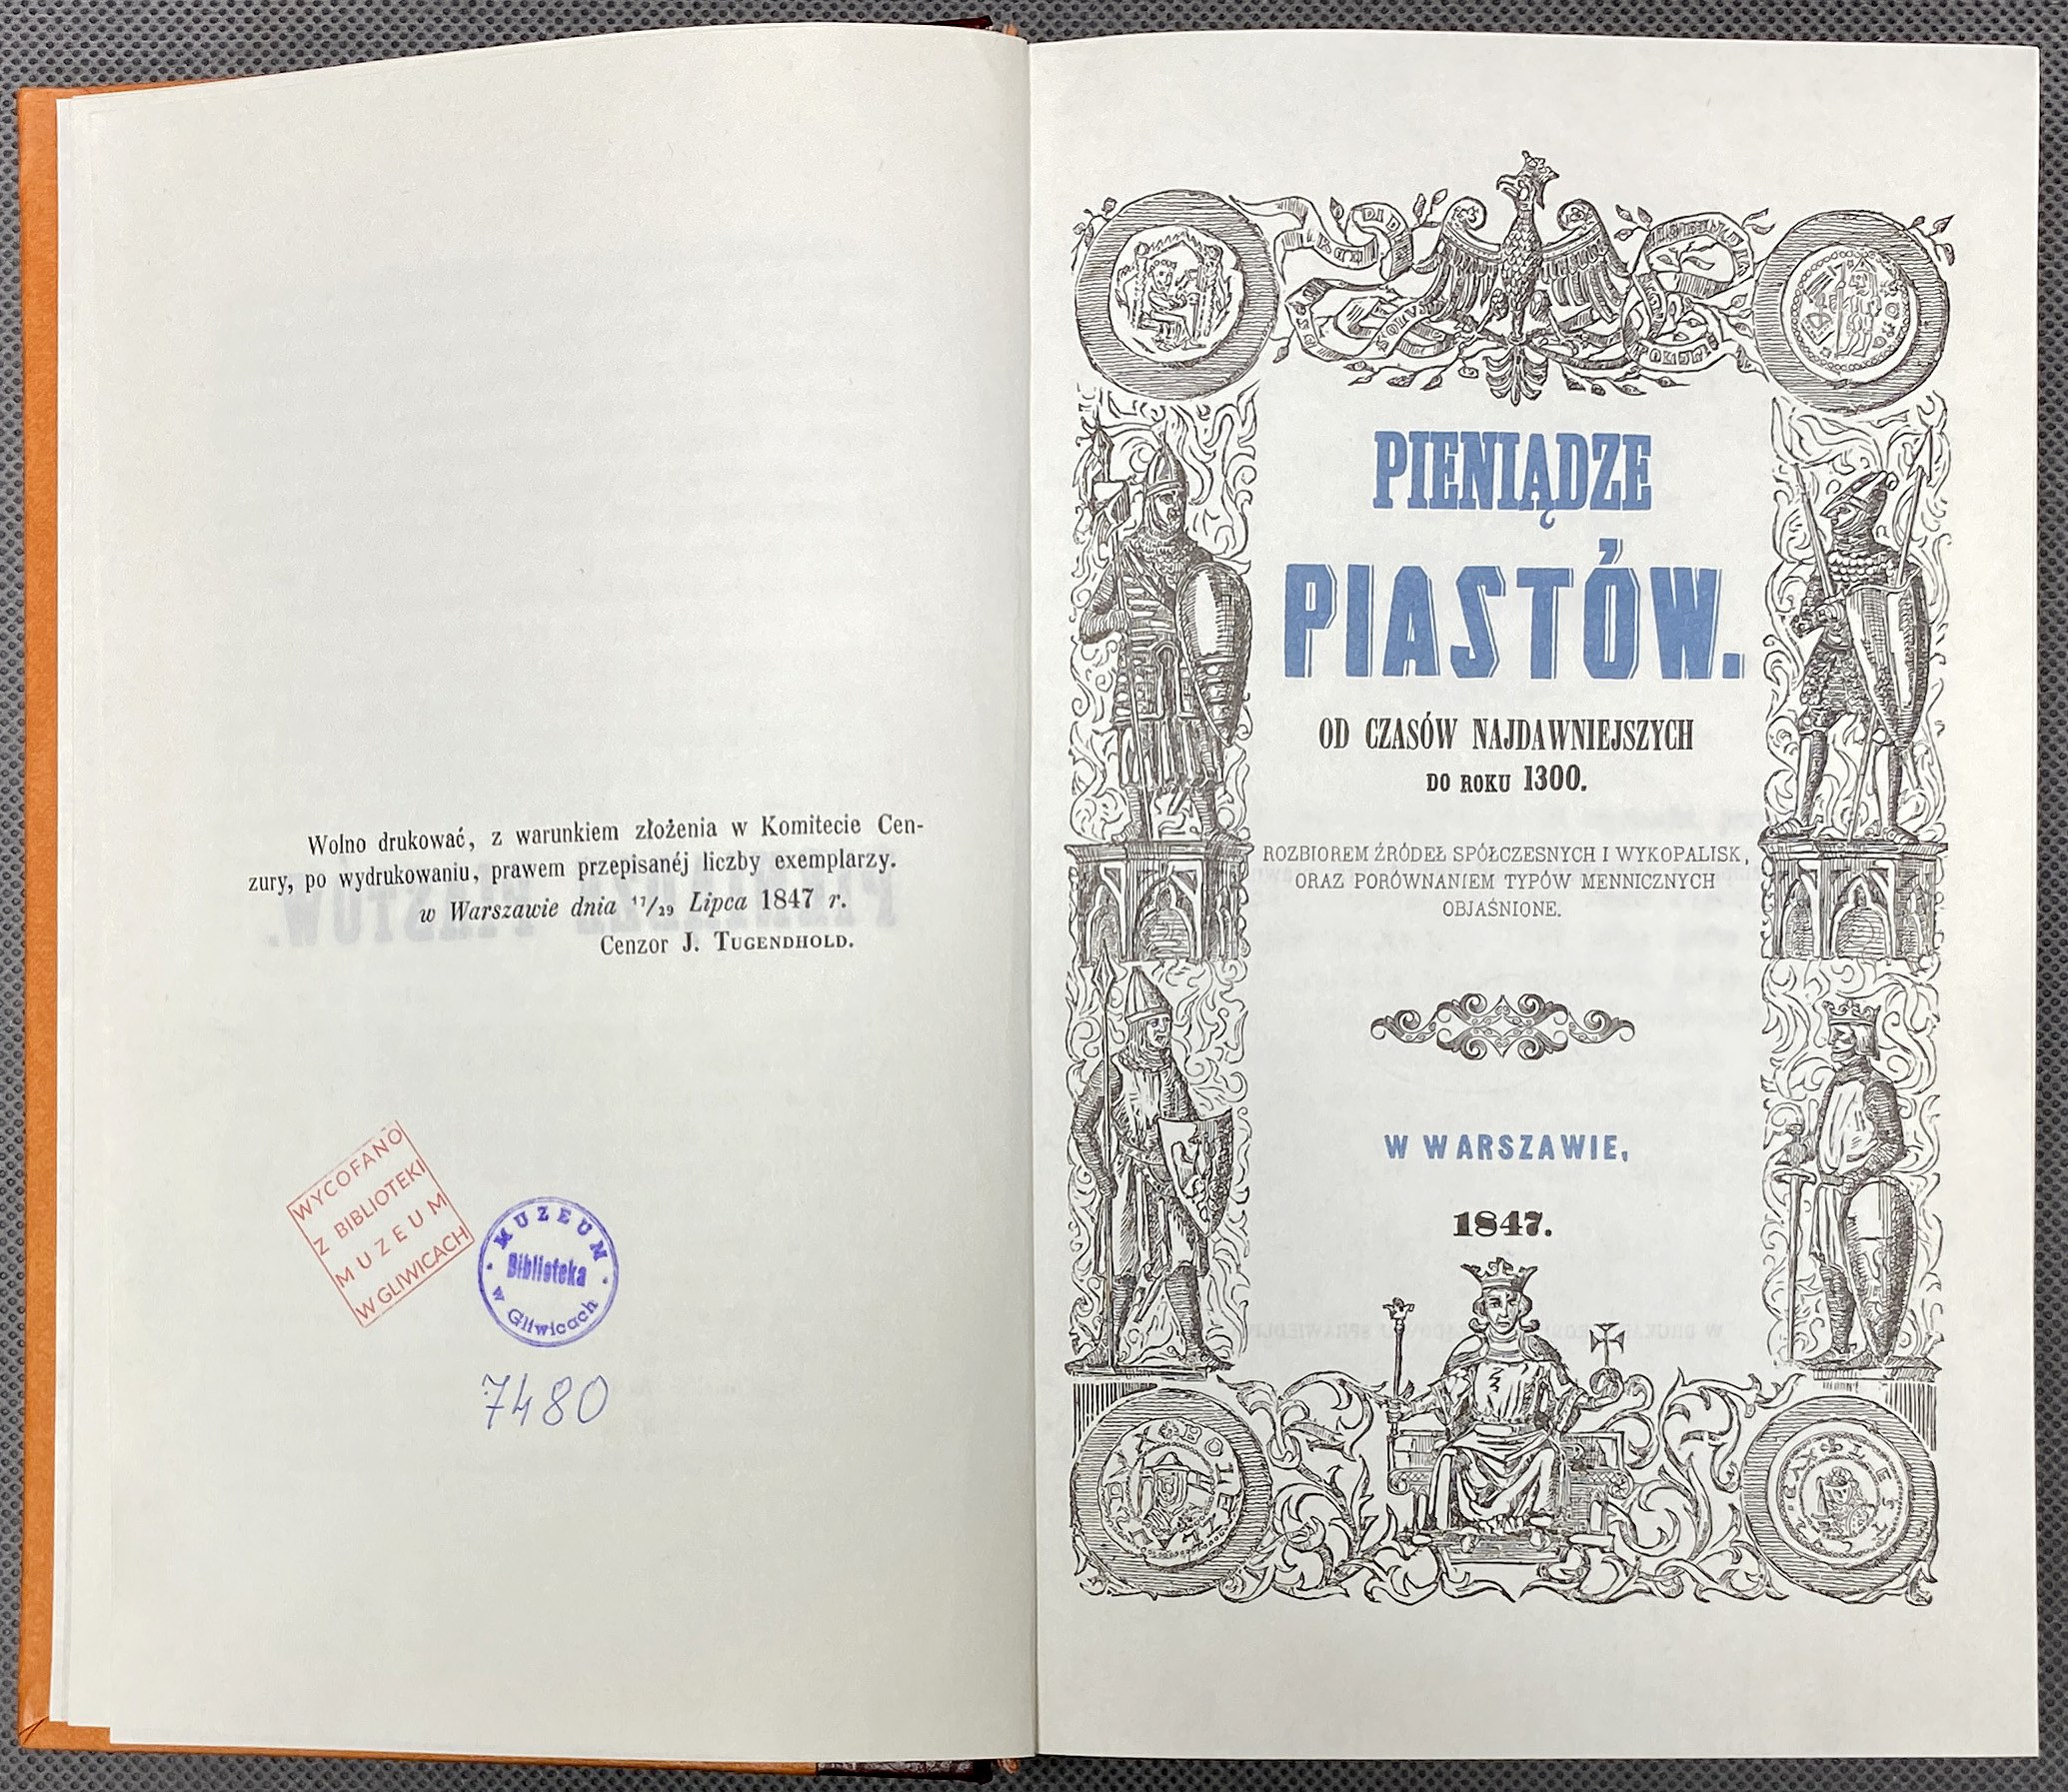 Wolno drukować, z warunkiem złożenia w Komitecie Cen-
zury, po wydrukowaniu, prawem przepisanéj liczby exemplarzy.
w Warszawie dnia 17/29 Lipca 1847 r.
Cenzor J. TUGENDHOLD.
WYCOFANO
Z BIBLIOTEKI
MUZEUM
W GLIWICACH
MUZEUM
Biblioteka
w Gliwicach
7480
PIENIĄDZE
PIASTÓW.
OD CZASÓW NAJDAWNIEJSZYCH
DO ROKU 1300.
ROZBIOREM ŹRÓDEŁ SPÓŁCZESNYCH I WYKOPALISK,
ORAZ PORÓWNANIEM TYPÓW MENNICZNYCH
OBJAŚNIONE.
W WARSZAWIE,
1847.